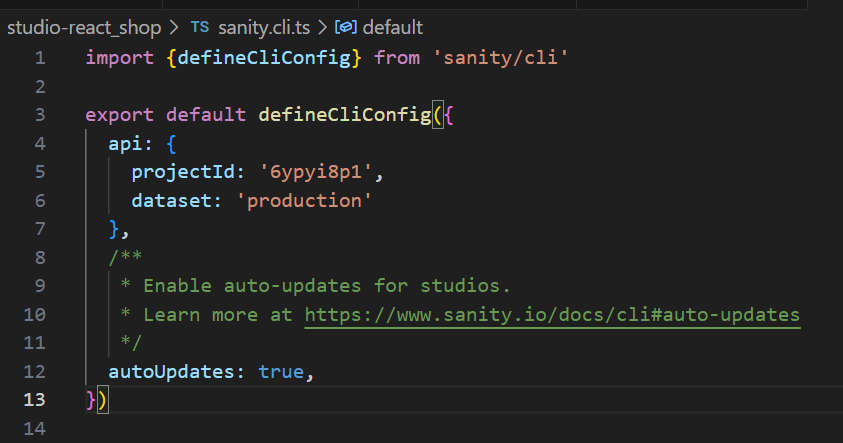 studio-react_shop > TS sanity.cli.ts > default
1 import {defineCliConfig} from 'sanity/cli'
2
3 export default defineCliConfig({
4 api: {
5 projectId: '6ypyi8p1',
6 dataset: 'production'
7 },
8 /**
9 * Enable auto-updates for studios.
10 * Learn more at https://www.sanity.io/docs/cli#auto-updates
11 */
12 autoUpdates: true,
13 })
14